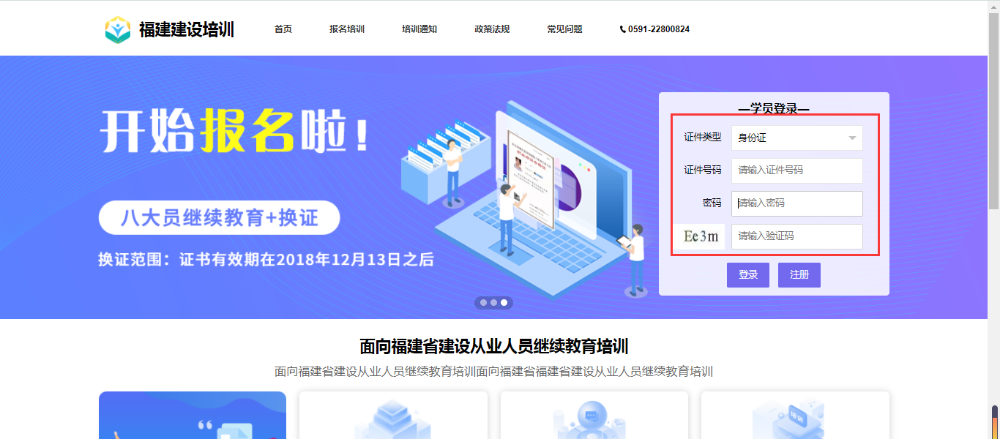 福建建设培训
首页 报名培训 培训通知 政策法规 常见问题 0591-22800824
开始报名啦！
八大员继续教育+换证
换证范围：证书有效期在2018年12月13日之后
—学员登录—
证件类型 身份证
证件号码 请输入证件号码
密码 请输入密码
Ee3m 请输入验证码
登录 注册
面向福建省建设从业人员继续教育培训
面向福建省建设从业人员继续教育培训面向福建省福建省建设从业人员继续教育培训
培训